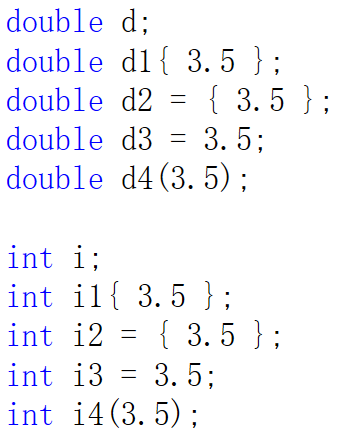 double d;
double d1{ 3.5 };
double d2 = { 3.5 };
double d3 = 3.5;
double d4(3.5);
int i;
int i1{ 3.5 };
int i2 = { 3.5 };
int i3 = 3.5;
int i4(3.5);